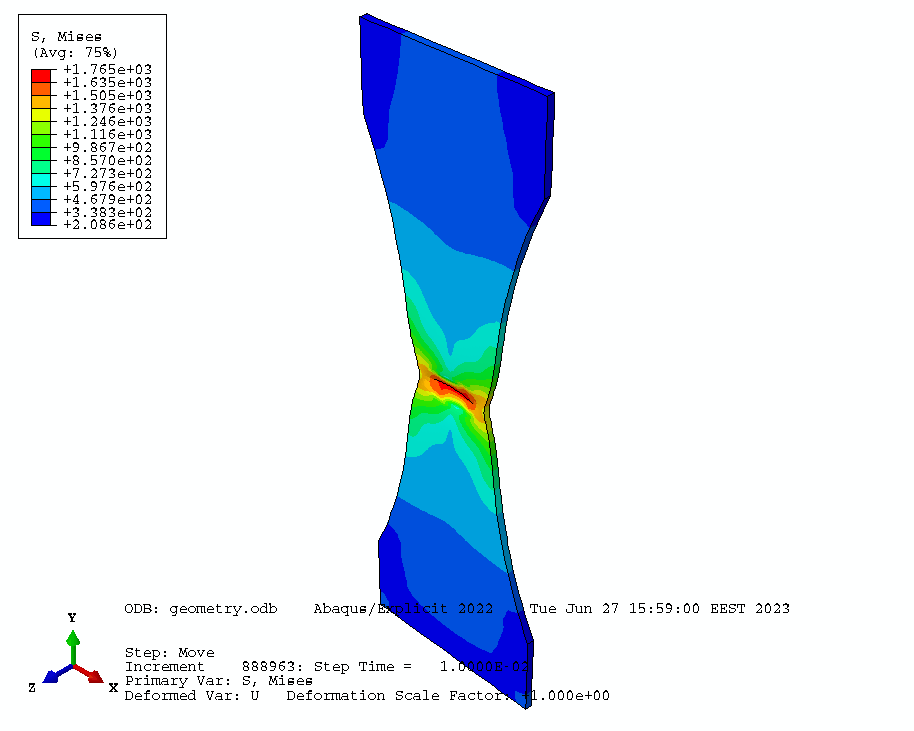 S, Mises
(Avg: 75%)
+1.765e+03
+1.635e+03
+1.505e+03
+1.376e+03
+1.246e+03
+1.116e+03
+9.867e+02
+8.570e+02
+7.273e+02
+5.976e+02
+4.679e+02
+3.383e+02
+2.086e+02
ODB: geometry.odb Abaqus/Explicit 2022 Tue Jun 27 15:59:00 EEST 2023
Y
Z
X
Step: Move
Increment 888963: Step Time = 1.0000E-02
Primary Var: S, Mises
Deformed Var: U Deformation Scale Factor: +1.000e+00